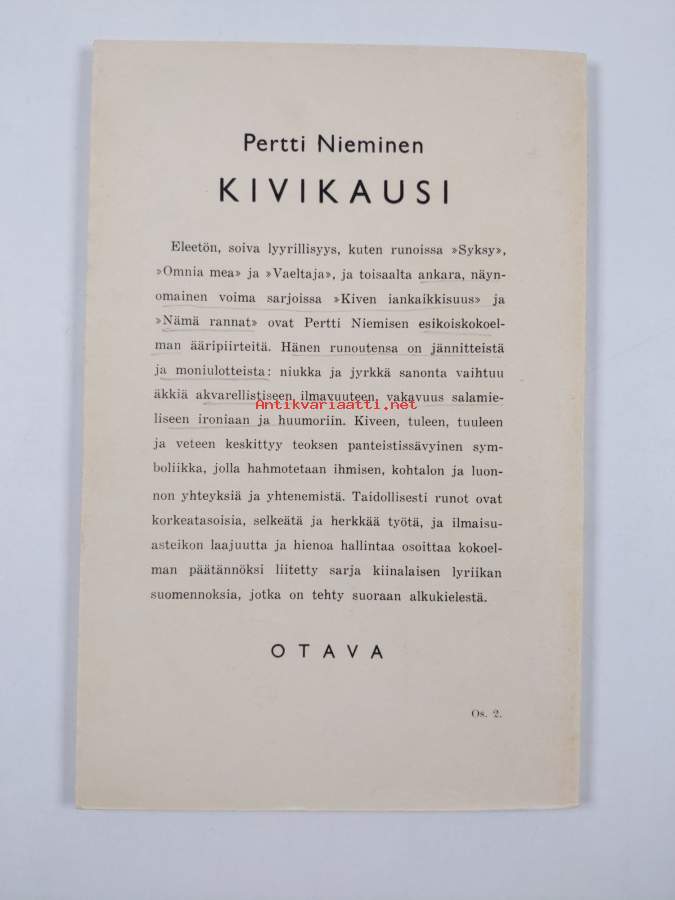 Pertti Nieminen
KIVIKAUSI
Eleetön, soiva lyyrillisyys, kuten runoissa »Syksy»,
»Omnia mea» ja »Vaeltaja», ja toisaalta ankara, näyn-
omainen voima sarjoissa »Kiven iankaikkisuus» ja
»Nämä rannat» ovat Pertti Niemisen esikoiskokoel-
man ääripiirteitä. Hänen runoutensa on jännitteistä
ja moniulotteista: niukka ja jyrkkä sanonta vaihtuu
äkkiä akvarellistiseen ilmavuuteen, vakavuus salamie-
Antikvariaatti.net
liseen ironiaan ja huumoriin. Kiveen, tuleen, tuuleen
ja veteen keskittyy teoksen panteistissävyinen sym-
boliikka, jolla hahmotetaan ihmisen, kohtalon ja luon-
non yhteyksiä ja yhtenemistä. Taidollisesti runot ovat
korkeatasoisia, selkeätä ja herkkää työtä, ja ilmaisu-
asteikon laajuutta ja hienoa hallintaa osoittaa kokoel-
man päätännöksi liitetty sarja kiinalaisen lyriikan
suomennoksia, jotka on tehty suoraan alkukielestä.
OTAVA
Os. 2.